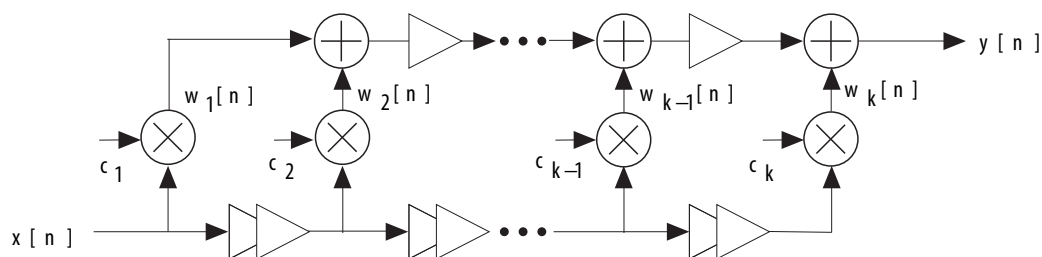 y [ n ]
w 1 [ n ]
w 2 [ n ]
w k–1 [ n ]
w k [ n ]
c 1
c 2
c k–1
c k
x [ n ]